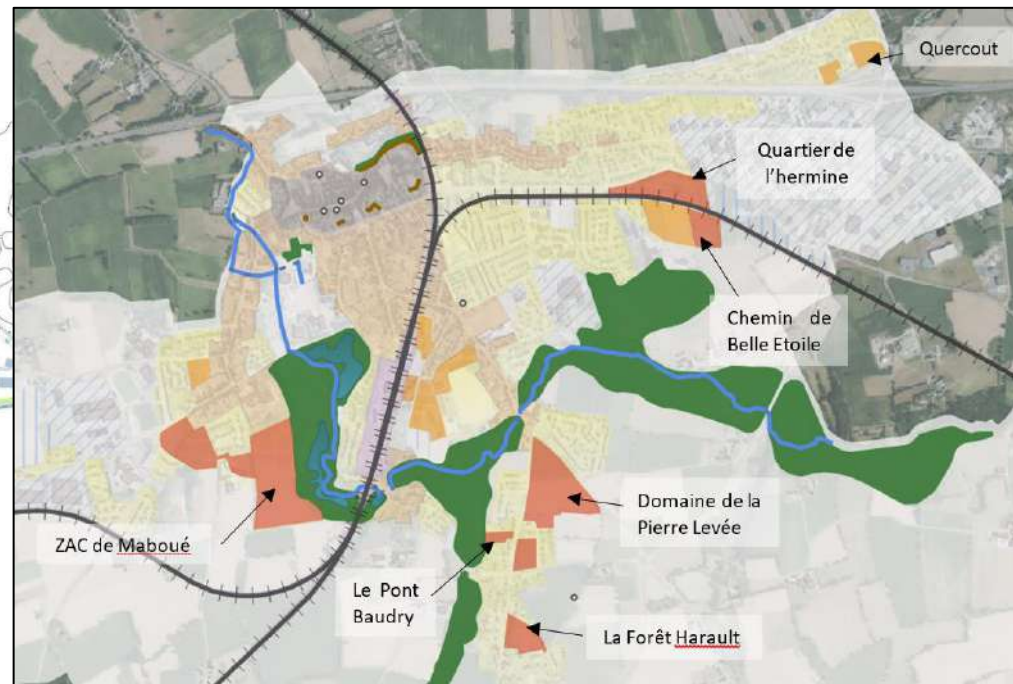 Quercout
Quartier de
l'hermine
Chemin de
Belle Etoile
Domaine de la
Pierre Levée
ZAC de Maboué
Le Pont
Baudry
La Forêt Harault